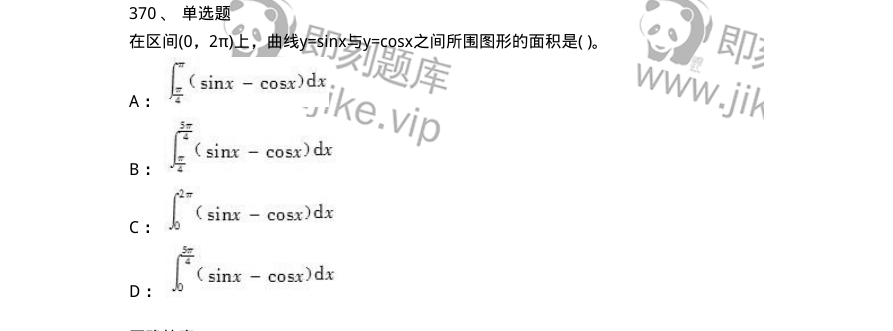 370 、 单选题
在区间(0，2π)上，曲线y=sinx与y=cosx之间所围图形的面积是( )。
即刻题库
www.jike.vip
即刻
www.jik
A： ∫_{π/4}^{π} (sinx − cosx)dx
B： ∫_{π/4}^{5π/4} (sinx − cosx)dx
C： ∫_{0}^{2π} (sinx − cosx)dx
D： ∫_{0}^{5π/4} (sinx − cosx)dx